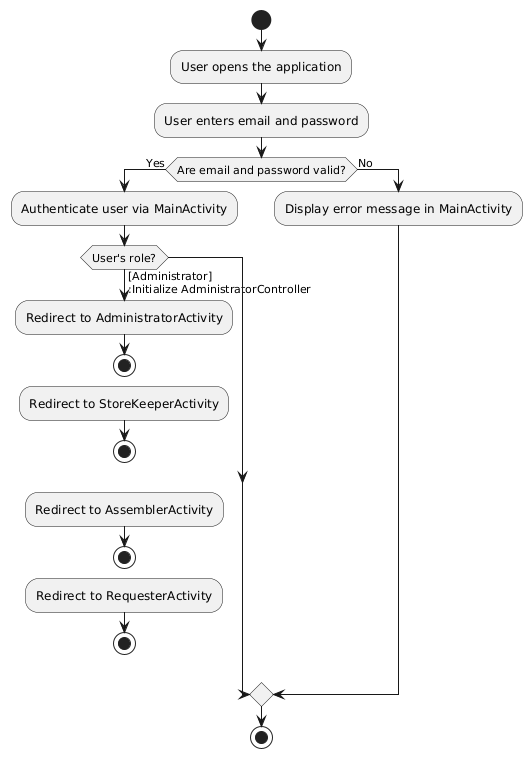 User opens the application
User enters email and password
Yes
Are email and password valid?
No
Authenticate user via MainActivity
Display error message in MainActivity
User's role?
[Administrator]
:Initialize AdministratorController
Redirect to AdministratorActivity
Redirect to StoreKeeperActivity
Redirect to AssemblerActivity
Redirect to RequesterActivity